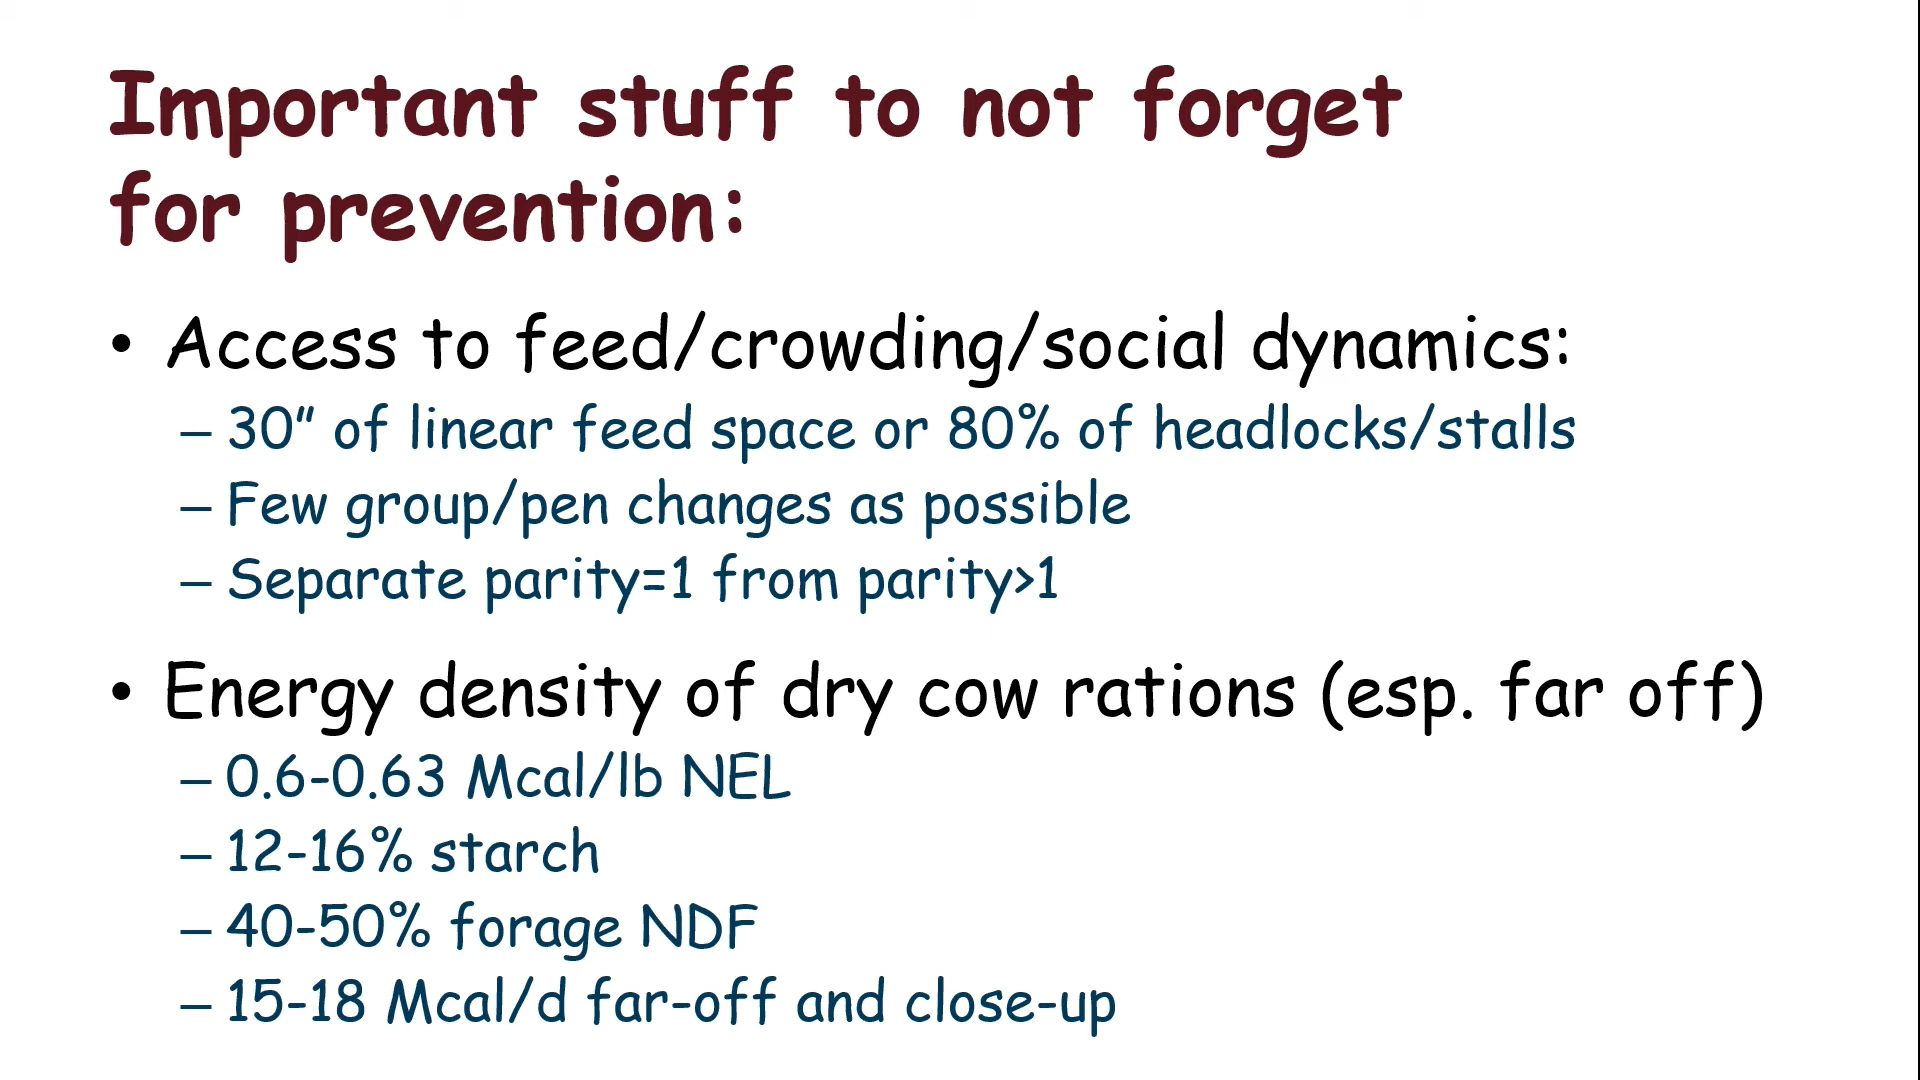 Important stuff to not forget
for prevention:
• Access to feed/crowding/social dynamics:
– 30” of linear feed space or 80% of headlocks/stalls
– Few group/pen changes as possible
– Separate parity=1 from parity>1
• Energy density of dry cow rations (esp. far off)
– 0.6-0.63 Mcal/lb NEL
– 12-16% starch
– 40-50% forage NDF
– 15-18 Mcal/d far-off and close-up